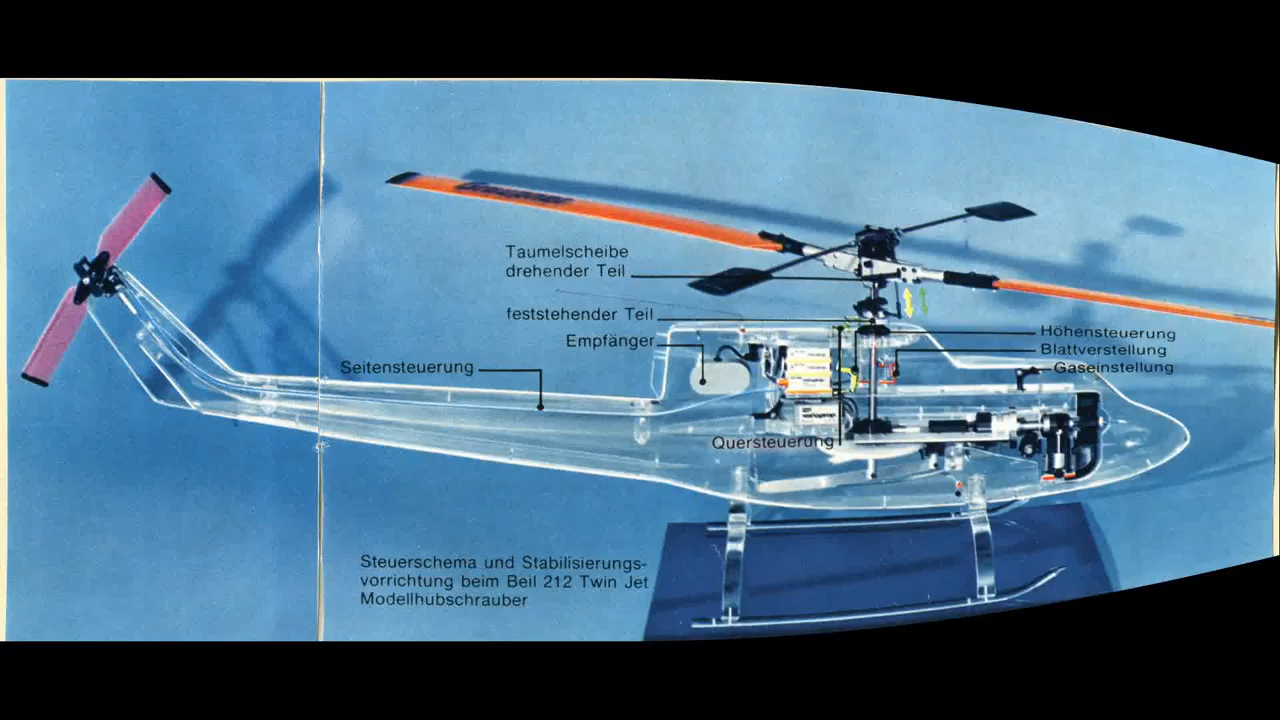 Taumelscheibe
drehender Teil
feststehender Teil
Empfänger
Seitensteuerung
Höhensteuerung
Blattverstellung
Gaseinstellung
Quersteuerung
Steuerschema und Stabilisierungs-
vorrichtung beim Beil 212 Twin Jet
Modellhubschrauber